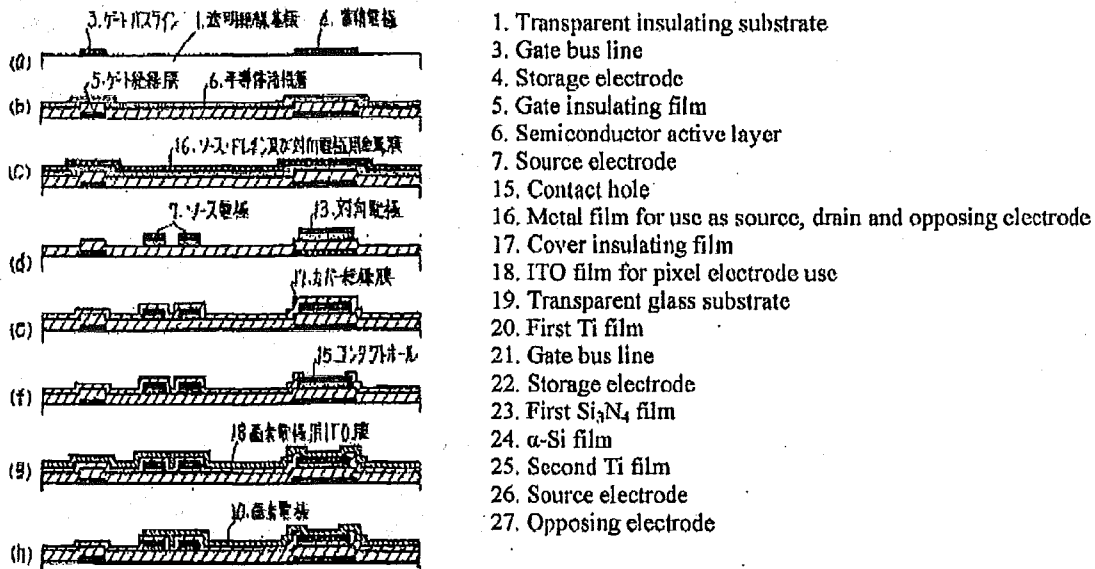 3.ゲートバスライン 1.透明絶縁基板 4.蓄積電極
(a)
5.ゲート絶縁膜 6.半導体活性層
(b)
16.ソース・ドレイン及び対向電極用金属膜
(c)
7.ソース電極 13.対向電極
(d)
17.カバー絶縁膜
(e)
15.コンタクトホール
(f)
18.画素電極用ITO膜
(g)
10.画素電極
(h)
1. Transparent insulating substrate
3. Gate bus line
4. Storage electrode
5. Gate insulating film
6. Semiconductor active layer
7. Source electrode
15. Contact hole
16. Metal film for use as source, drain and opposing electrode
17. Cover insulating film
18. ITO film for pixel electrode use
19. Transparent glass substrate
20. First Ti film
21. Gate bus line
22. Storage electrode
23. First Si₃N₄ film
24. α-Si film
25. Second Ti film
26. Source electrode
27. Opposing electrode